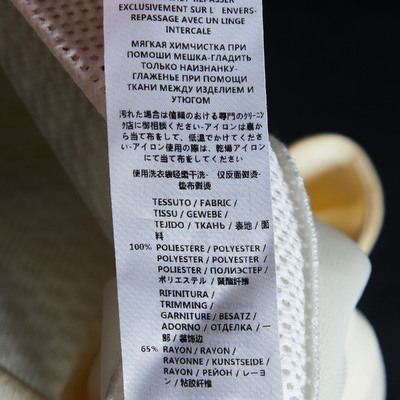 EXCLUSIVEMENT SUR L' ENVERS-
REPASSAGE AVEC UN LINGE
INTERCALE
МЯГКАЯ ХИМЧИСТКА ПРИ
ПОМОШИ МЕШКА-ГЛАДИТЬ
ТОЛЬКО НАИЗНАНКУ-
ГЛАЖЕНЬЕ ПРИ ПОМОЩИ
ТКАНИ МЕЖДУ ИЗДЕЛИЕМ И
УТЮГОМ
汚れた場合は信頼のおける専門のクリーニン
グ店に御相談ください-アイロンは裏から
当て布をして、低温でかけてくださ
い-アイロン使用の際は、乾燥アイロン
にて当て布をしてください
使用洗衣袋轻柔干洗- 仅反面熨烫-
垫布熨烫
TESSUTO / FABRIC /
TISSU / GEWEBE /
TEJIDO / ТКАНЬ / 表地 / 面
料
100% POLIESTERE / POLYESTER /
POLYESTER / POLYESTER /
POLIESTER / ПОЛИЭСТЕР /
ポリエステル / 聚酯纤维
RIFINITURA /
TRIMMING /
GARNITURE / BESATZ /
ADORNO / ОТДЕЛКА / 一
部 / 装饰边
65% RAYON / RAYON /
RAYONNE / KUNSTSEIDE /
RAYON / РЕЙОН / レーヨ
ン / 粘胶纤维